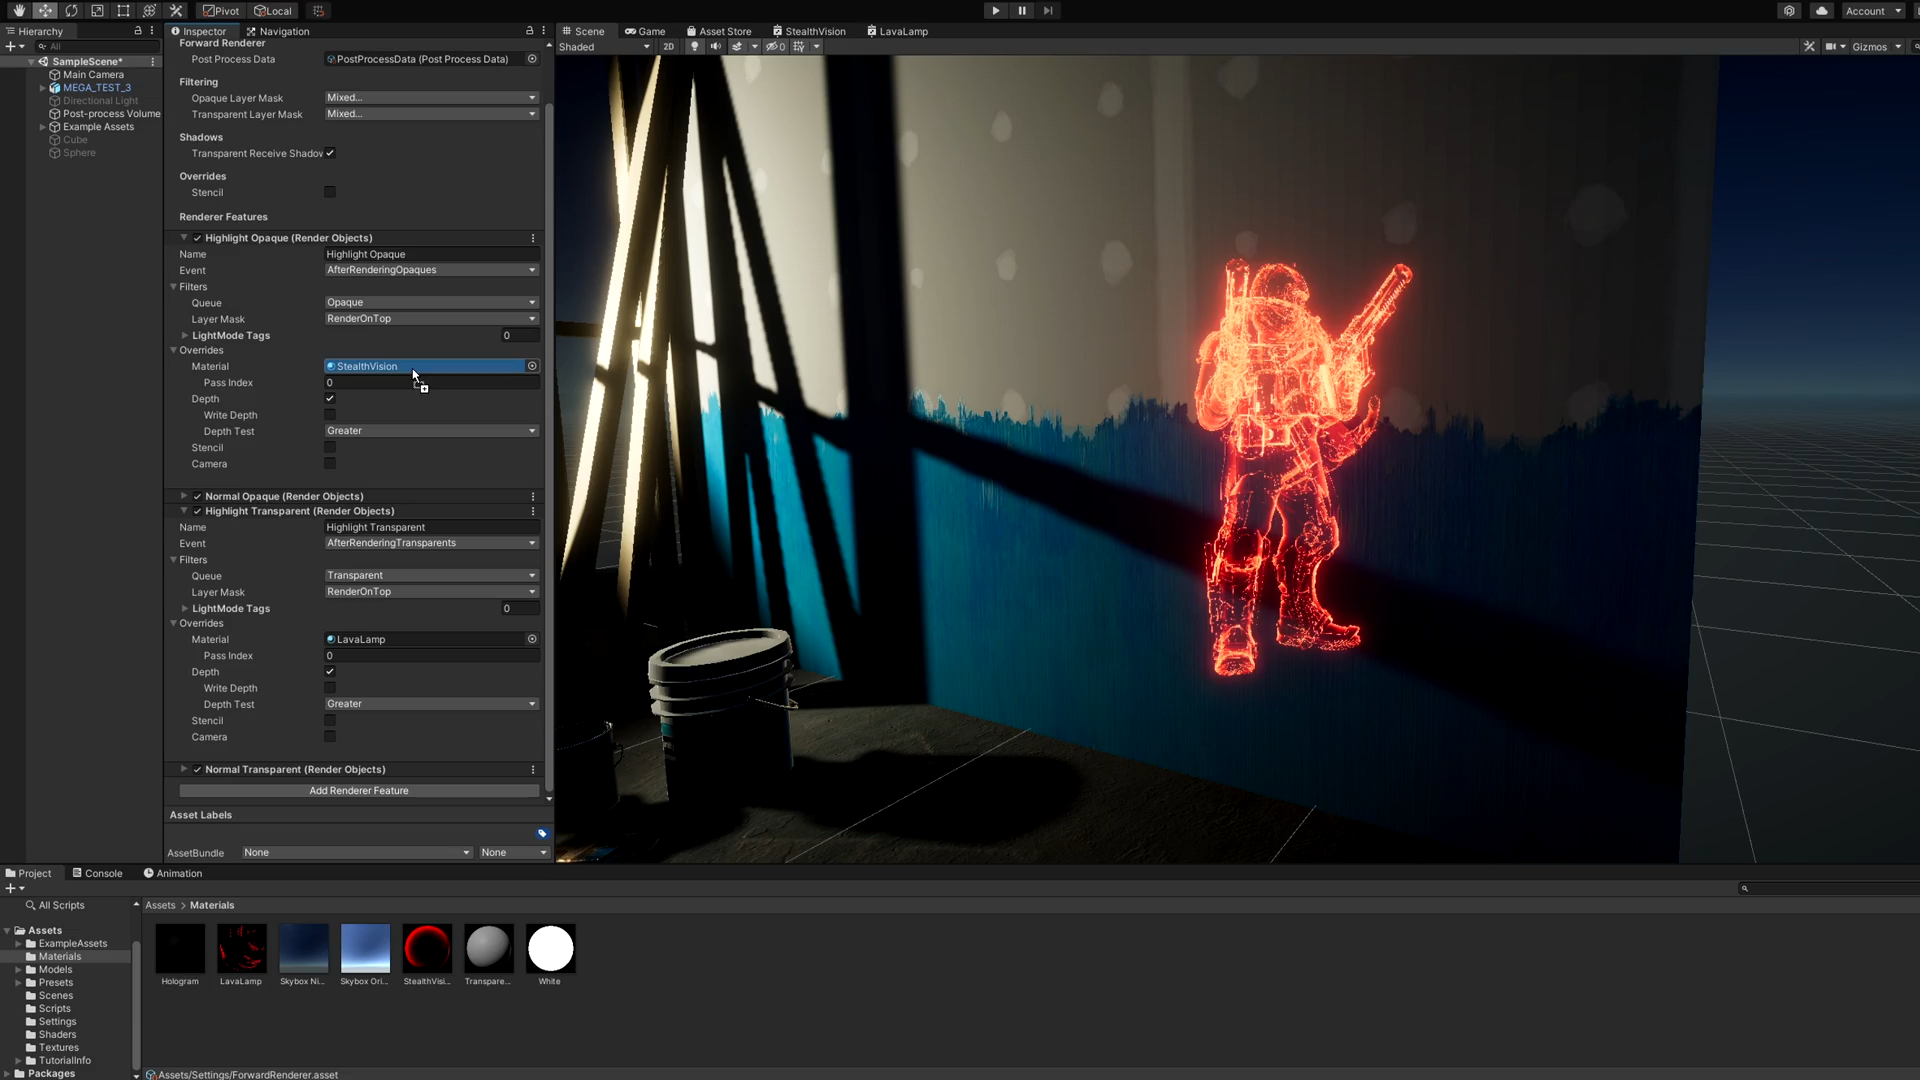 Pivot Local Account
Hierarchy
All
SampleScene*
Main Camera
MEGA_TEST_3
Directional Light
Post-process Volume
Example Assets
Cube
Sphere
Inspector Navigation
Forward Renderer
Post Process Data PostProcessData (Post Process Data)
Filtering
Opaque Layer Mask Mixed...
Transparent Layer Mask Mixed...
Shadows
Transparent Receive Shadov
Overrides
Stencil
Renderer Features
Highlight Opaque (Render Objects)
Name Highlight Opaque
Event AfterRenderingOpaques
Filters
Queue Opaque
Layer Mask RenderOnTop
LightMode Tags 0
Overrides
Material StealthVision
Pass Index 0
Depth
Write Depth
Depth Test Greater
Stencil
Camera
Normal Opaque (Render Objects)
Highlight Transparent (Render Objects)
Name Highlight Transparent
Event AfterRenderingTransparents
Filters
Queue Transparent
Layer Mask RenderOnTop
LightMode Tags 0
Overrides
Material LavaLamp
Pass Index 0
Depth
Write Depth
Depth Test Greater
Stencil
Camera
Normal Transparent (Render Objects)
Add Renderer Feature
Asset Labels
AssetBundle None None
Scene Game Asset Store StealthVision LavaLamp
Shaded 2D 0 Gizmos
Project Console Animation
All Scripts
Assets
ExampleAssets
Materials
Models
Presets
Scenes
Scripts
Settings
Shaders
Textures
TutorialInfo
Packages
Assets > Materials
Hologram LavaLamp Skybox Ni... Skybox Ori... StealthVisi... Transpare... White
Assets/Settings/ForwardRenderer.asset